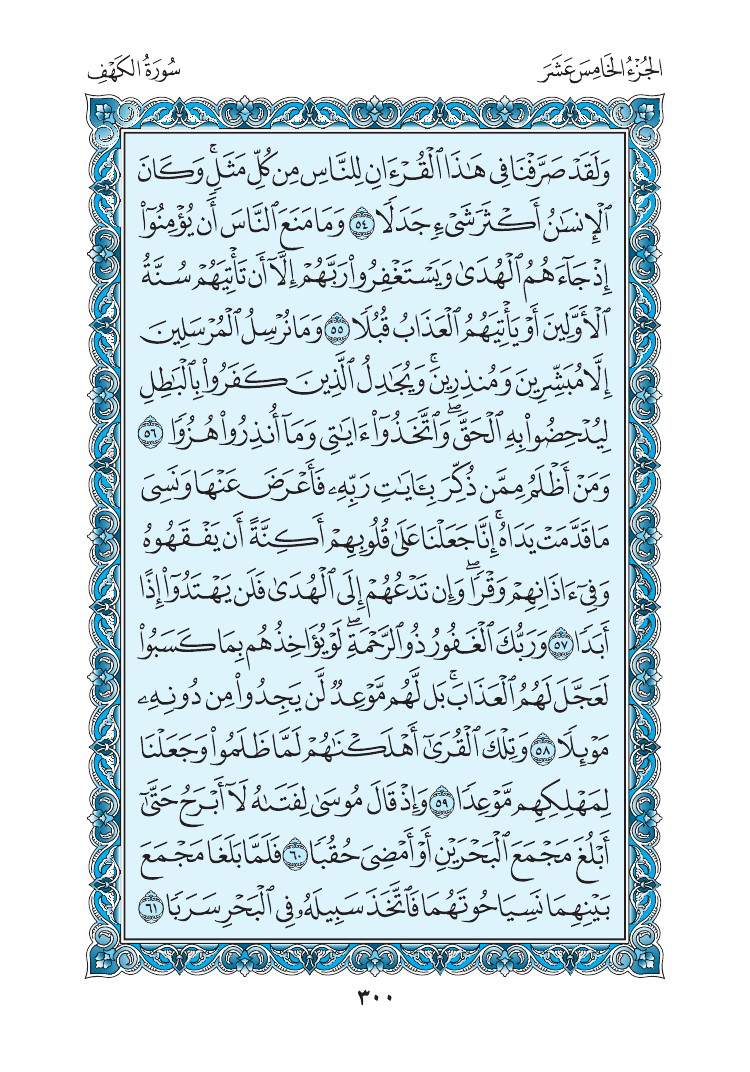 الجُزْءُ الخَامِسَ عَشَرَ
سُورَةُ الكَهْفِ
وَلَقَدْ صَرَّفْنَا فِي هَٰذَا ٱلْقُرْءَانِ لِلنَّاسِ مِن كُلِّ مَثَلٍۚ وَكَانَ
ٱلْإِنسَٰنُ أَكْثَرَ شَىْءٍ جَدَلًا ٥٤ وَمَا مَنَعَ ٱلنَّاسَ أَن يُؤْمِنُوٓا۟
إِذْ جَآءَهُمُ ٱلْهُدَىٰ وَيَسْتَغْفِرُوا۟ رَبَّهُمْ إِلَّآ أَن تَأْتِيَهُمْ سُنَّةُ
ٱلْأَوَّلِينَ أَوْ يَأْتِيَهُمُ ٱلْعَذَابُ قُبُلًا ٥٥ وَمَا نُرْسِلُ ٱلْمُرْسَلِينَ
إِلَّا مُبَشِّرِينَ وَمُنذِرِينَۚ وَيُجَٰدِلُ ٱلَّذِينَ كَفَرُوا۟ بِٱلْبَٰطِلِ
لِيُدْحِضُوا۟ بِهِ ٱلْحَقَّۖ وَٱتَّخَذُوٓا۟ ءَايَٰتِى وَمَآ أُنذِرُوا۟ هُزُوًا ٥٦
وَمَنْ أَظْلَمُ مِمَّن ذُكِّرَ بِـَٔايَٰتِ رَبِّهِۦ فَأَعْرَضَ عَنْهَا وَنَسِىَ
مَا قَدَّمَتْ يَدَاهُۚ إِنَّا جَعَلْنَا عَلَىٰ قُلُوبِهِمْ أَكِنَّةً أَن يَفْقَهُوهُ
وَفِىٓ ءَاذَانِهِمْ وَقْرًاۖ وَإِن تَدْعُهُمْ إِلَى ٱلْهُدَىٰ فَلَن يَهْتَدُوٓا۟ إِذًا
أَبَدًا ٥٧ وَرَبُّكَ ٱلْغَفُورُ ذُو ٱلرَّحْمَةِۖ لَوْ يُؤَاخِذُهُم بِمَا كَسَبُوا۟
لَعَجَّلَ لَهُمُ ٱلْعَذَابَۚ بَل لَّهُم مَّوْعِدٌ لَّن يَجِدُوا۟ مِن دُونِهِۦ
مَوْئِلًا ٥٨ وَتِلْكَ ٱلْقُرَىٰٓ أَهْلَكْنَٰهُمْ لَمَّا ظَلَمُوا۟ وَجَعَلْنَا
لِمَهْلِكِهِم مَّوْعِدًا ٥٩ وَإِذْ قَالَ مُوسَىٰ لِفَتَىٰهُ لَآ أَبْرَحُ حَتَّىٰٓ
أَبْلُغَ مَجْمَعَ ٱلْبَحْرَيْنِ أَوْ أَمْضِىَ حُقُبًا ٦٠ فَلَمَّا بَلَغَا مَجْمَعَ
بَيْنِهِمَا نَسِيَا حُوتَهُمَا فَٱتَّخَذَ سَبِيلَهُۥ فِى ٱلْبَحْرِ سَرَبًا ٦١
٣٠٠